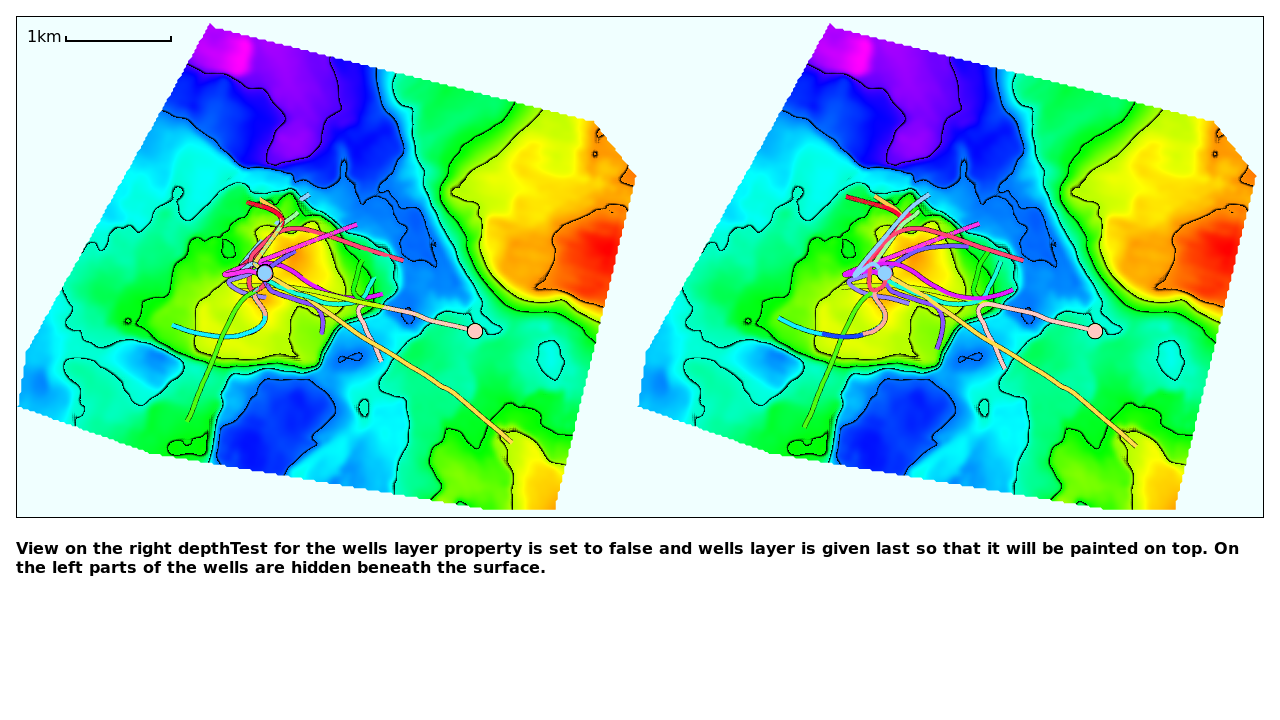 1km
View on the right depthTest for the wells layer property is set to false and wells layer is given last so that it will be painted on top. On
the left parts of the wells are hidden beneath the surface.